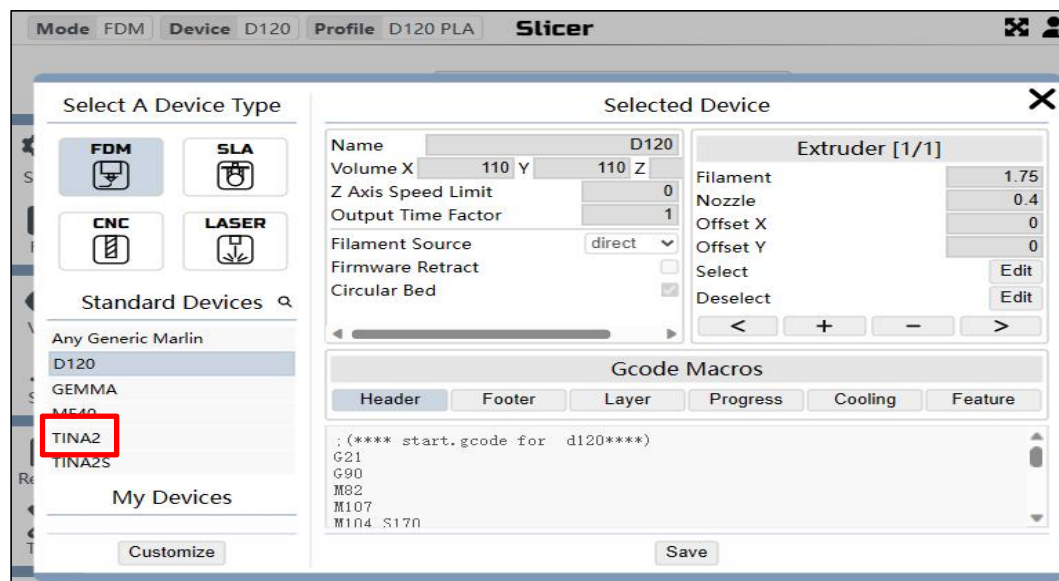 Mode FDM Device D120 Profile D120 PLA Slicer
Select A Device Type
FDM SLA
CNC LASER
Standard Devices
Any Generic Marlin
D120
GEMMA
TINA2
TINA2S
My Devices
Customize
Selected Device
Name D120
Volume X 110 Y 110 Z
Z Axis Speed Limit 0
Output Time Factor 1
Filament Source direct
Firmware Retract
Circular Bed
Extruder [1/1]
Filament 1.75
Nozzle 0.4
Offset X 0
Offset Y 0
Select Edit
Deselect Edit
< + − >
Gcode Macros
Header Footer Layer Progress Cooling Feature
;(**** start.gcode for d120****)
G21
G90
M82
M107
M104 S170
Save